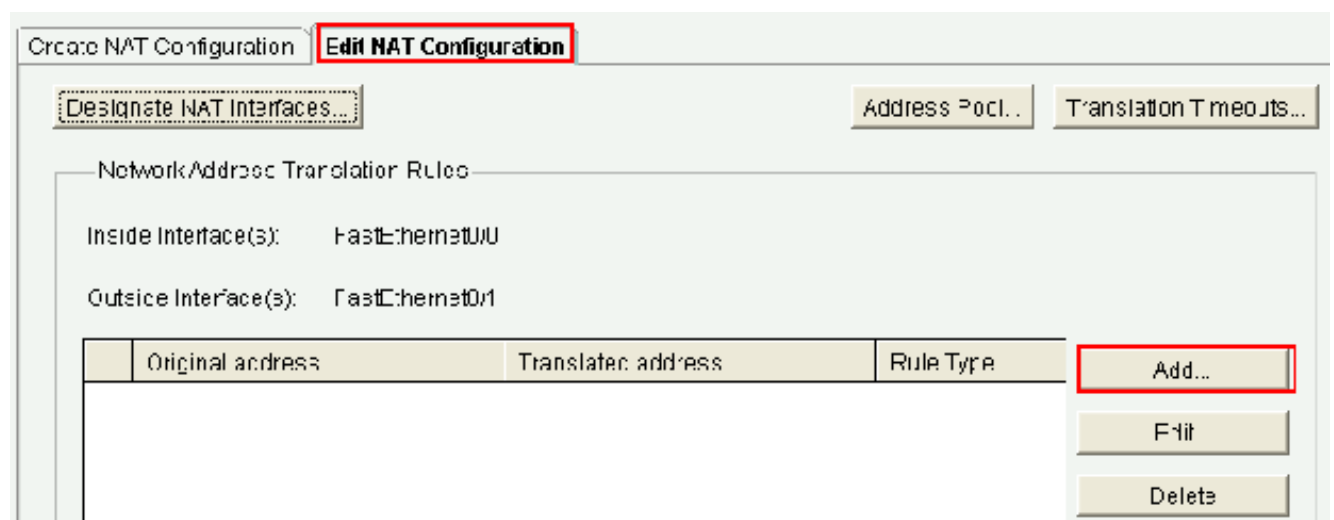 Create NAT Configuration Edit NAT Configuration
Designate NAT Interfaces... Address Pool... Translation Timeouts...
Network Address Translation Rules
Inside Interface(s): FastEthernet0/0
Outside Interface(s): FastEthernet0/1
Original address Translated address Rule Type Add...
Edit
Delete